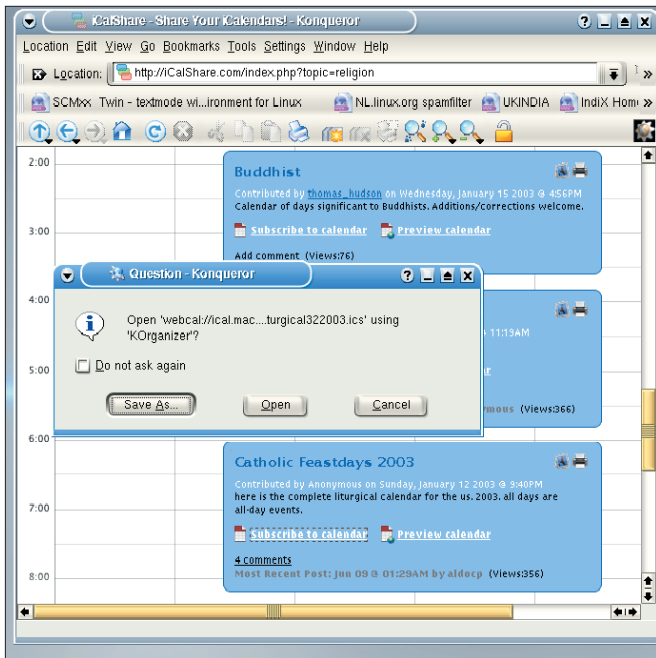 iCalShare - Share Your iCalendars! - Konqueror
Location Edit View Go Bookmarks Tools Settings Window Help
Location: http://iCalShare.com/index.php?topic=religion
SCMxx Twin - textmode wi...ironment for Linux NL.linux.org spamfilter UKINDIA IndiX Hom
2:00
Buddhist
Contributed by thomas_hudson on Wednesday, January 15 2003 @ 4:56PM
Calendar of days significant to Buddhists. Additions/corrections welcome.
3:00
Subscribe to calendar Preview calendar
Add comment (Views:76)
Question - Konqueror
4:00
Open 'webcal://ical.mac....turgical322003.ics' using
'KOrganizer'?
11:19AM
5:00
Do not ask again
Save As... Open Cancel
(Views:366)
6:00
Catholic Feastdays 2003
Contributed by Anonymous on Sunday, January 12 2003 @ 9:40PM
here is the complete liturgical calendar for the us. 2003. all days are
all-day events.
7:00
Subscribe to calendar Preview calendar
4 comments
Most Recent Post: Jun 09 @ 01:29AM by aldocp (Views:356)
8:00